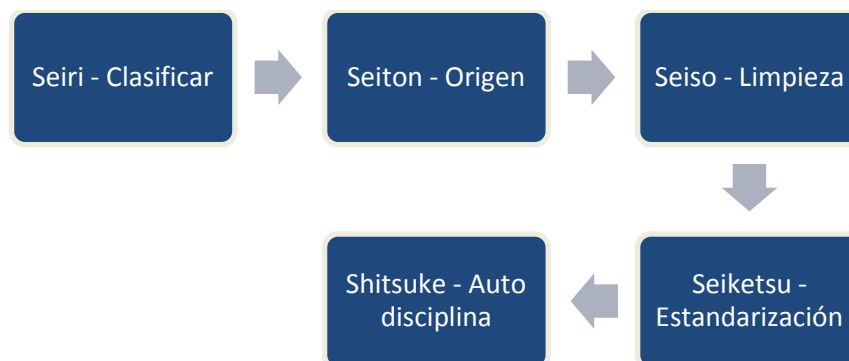 Seiri - Clasificar
Seiton - Origen
Seiso - Limpieza
Seiketsu -
Estandarización
Shitsuke - Auto
disciplina